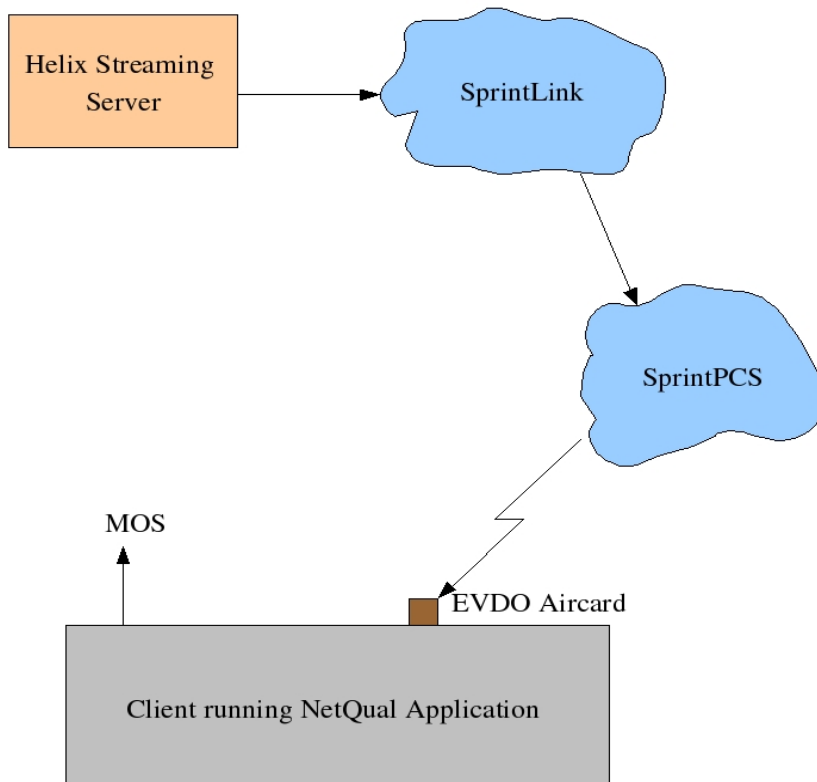 Helix Streaming
Server
SprintLink
SprintPCS
MOS
EVDO Aircard
Client running NetQual Application